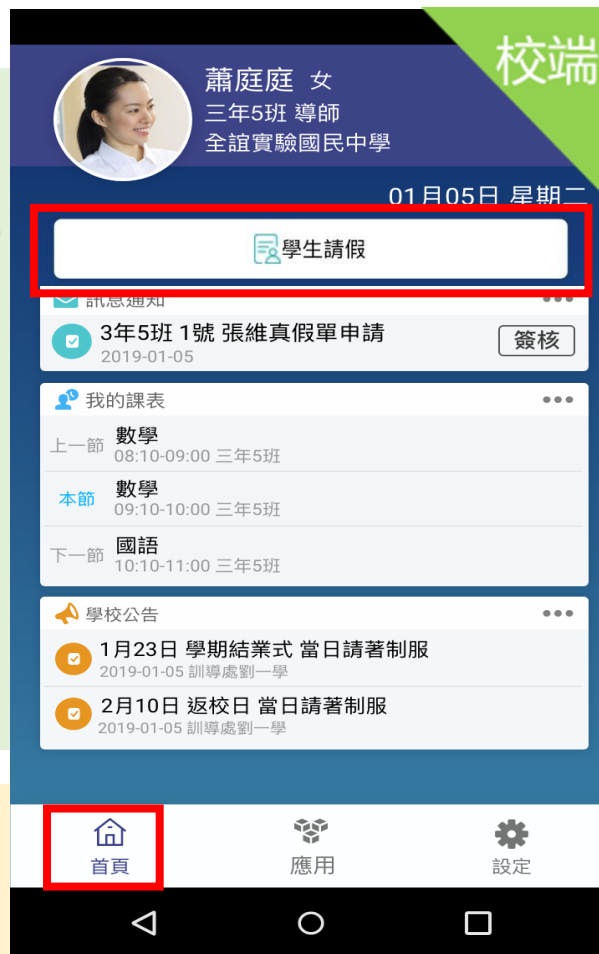 校端
蕭庭庭 女
三年5班 導師
全誼實驗國民中學
01月05日 星期二
學生請假
訊息通知
3年5班 1號 張維真假單申請
簽核
2019-01-05
我的課表
上一節 數學
08:10-09:00 三年5班
本節 數學
09:10-10:00 三年5班
下一節 國語
10:10-11:00 三年5班
學校公告
1月23日 學期結業式 當日請著制服
2019-01-05 訓導處劉一學
2月10日 返校日 當日請著制服
2019-01-05 訓導處劉一學
首頁 應用 設定